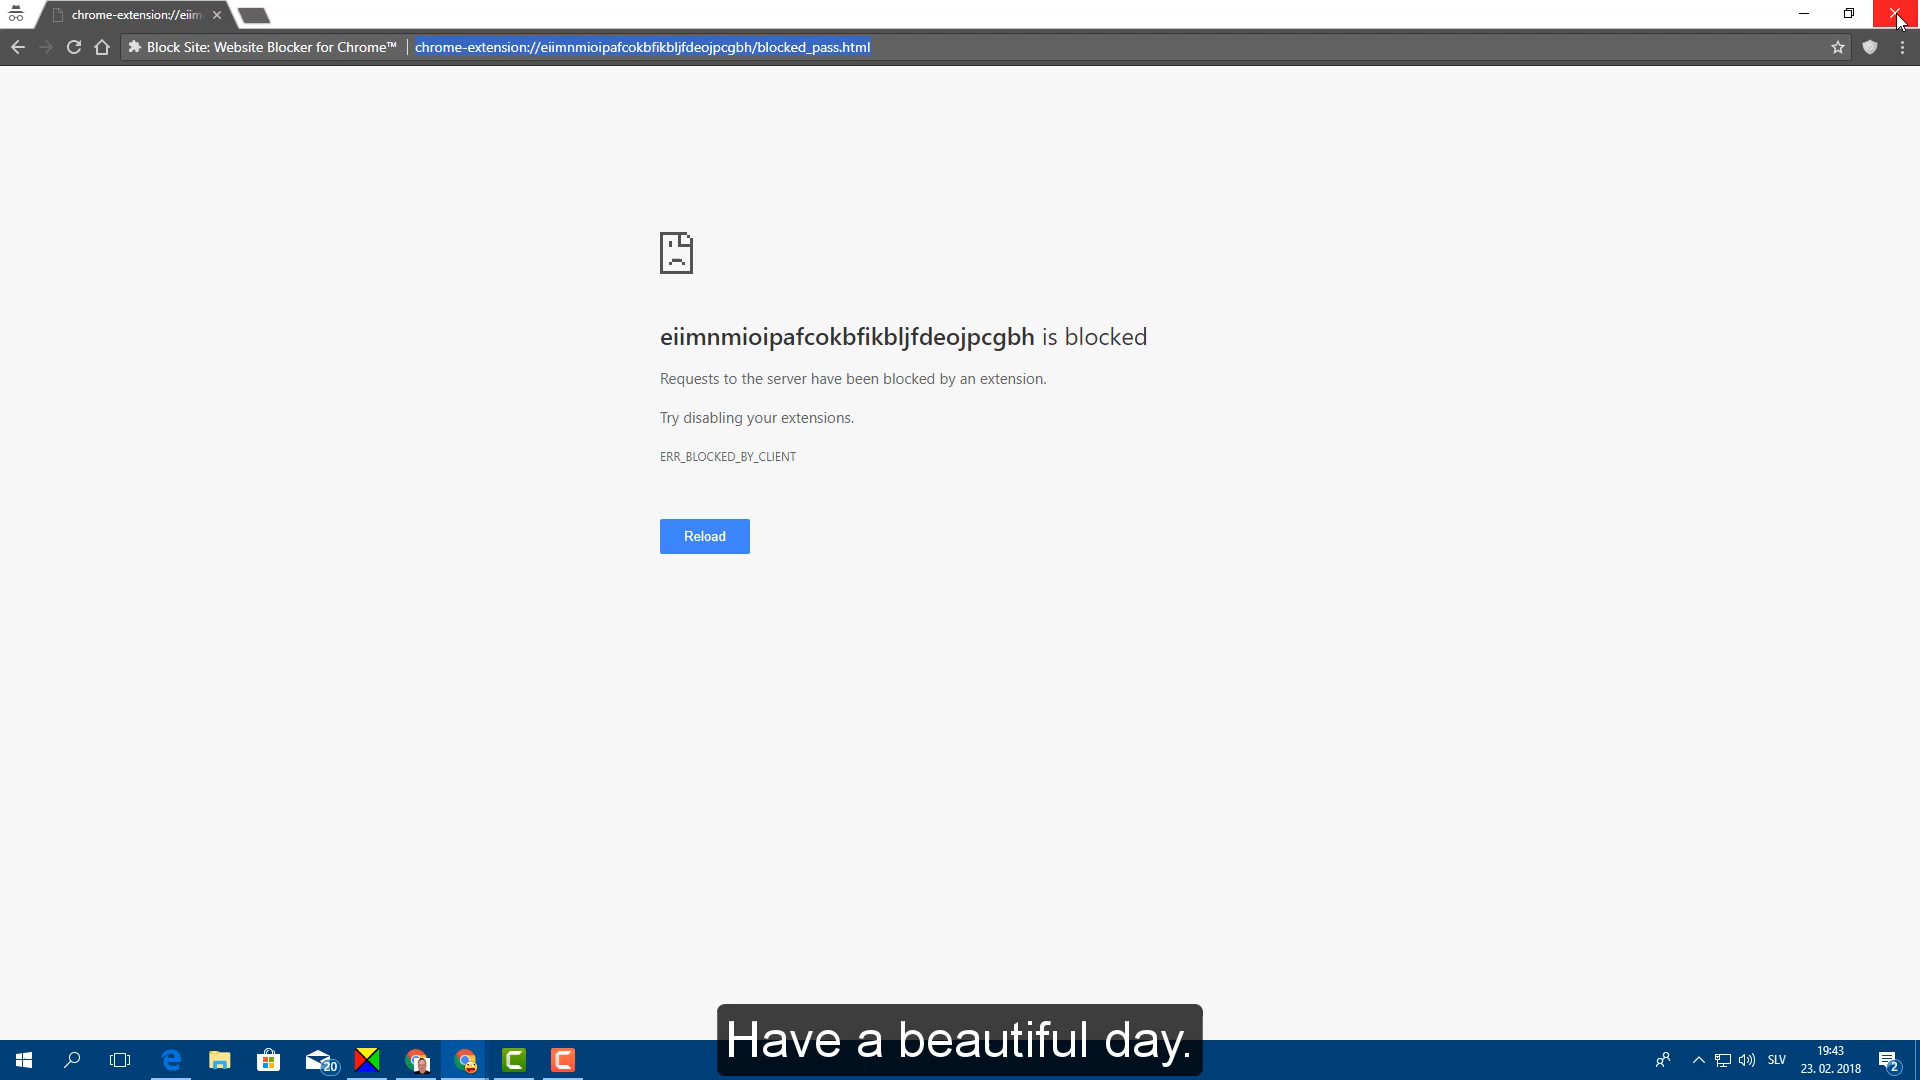 chrome-extension://eiim
Block Site: Website Blocker for Chrome™ chrome-extension://eiimnmioipafcokbfikbljfdeojpcgbh/blocked_pass.html
eiimnmioipafcokbfikbljfdeojpcgbh is blocked
Requests to the server have been blocked by an extension.
Try disabling your extensions.
ERR_BLOCKED_BY_CLIENT
Reload
Have a beautiful day.
20
SLV
19:43
23. 02. 2018
2